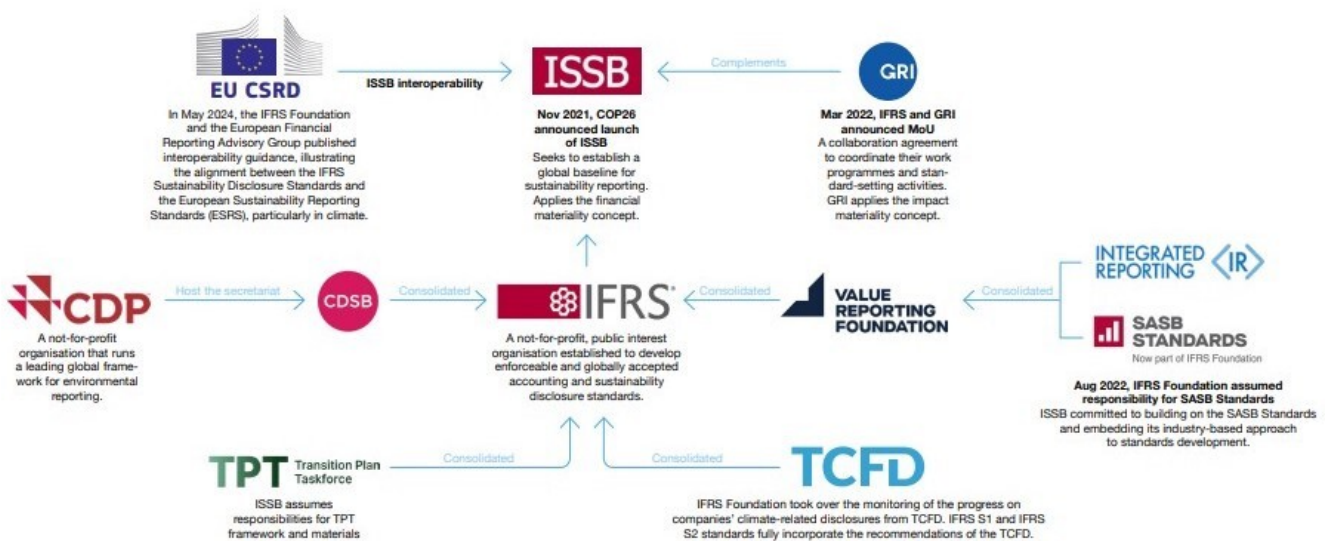 EU CSRD
In May 2024, the IFRS Foundation
and the European Financial
Reporting Advisory Group published
interoperability guidance, illustrating
the alignment between the IFRS
Sustainability Disclosure Standards and
the European Sustainability Reporting
Standards (ESRS), particularly in climate.
ISSB interoperability
ISSB
Nov 2021, COP26
announced launch
of ISSB
Seeks to establish a
global baseline for
sustainability reporting.
Applies the financial
materiality concept.
Complements
GRI
Mar 2022, IFRS and GRI
announced MoU
A collaboration agreement
to coordinate their work
programmes and stan-
dard-setting activities.
GRI applies the impact
materiality concept.
CDP
A not-for-profit
organisation that runs
a leading global frame-
work for environmental
reporting.
Host the secretariat
CDSB
Consolidated
IFRS®
A not-for-profit, public interest
organisation established to develop
enforceable and globally accepted
accounting and sustainability
disclosure standards.
Consolidated
VALUE
REPORTING
FOUNDATION
Consolidated
INTEGRATED
REPORTING <IR>
SASB
STANDARDS
Now part of IFRS Foundation
Aug 2022, IFRS Foundation assumed
responsibility for SASB Standards
ISSB committed to building on the SASB Standards
and embedding its industry-based approach
to standards development.
TPT Transition Plan
Taskforce
ISSB assumes
responsibilities for TPT
framework and materials
Consolidated
Consolidated
TCFD
IFRS Foundation took over the monitoring of the progress on
companies' climate-related disclosures from TCFD. IFRS S1 and IFRS
S2 standards fully incorporate the recommendations of the TCFD.